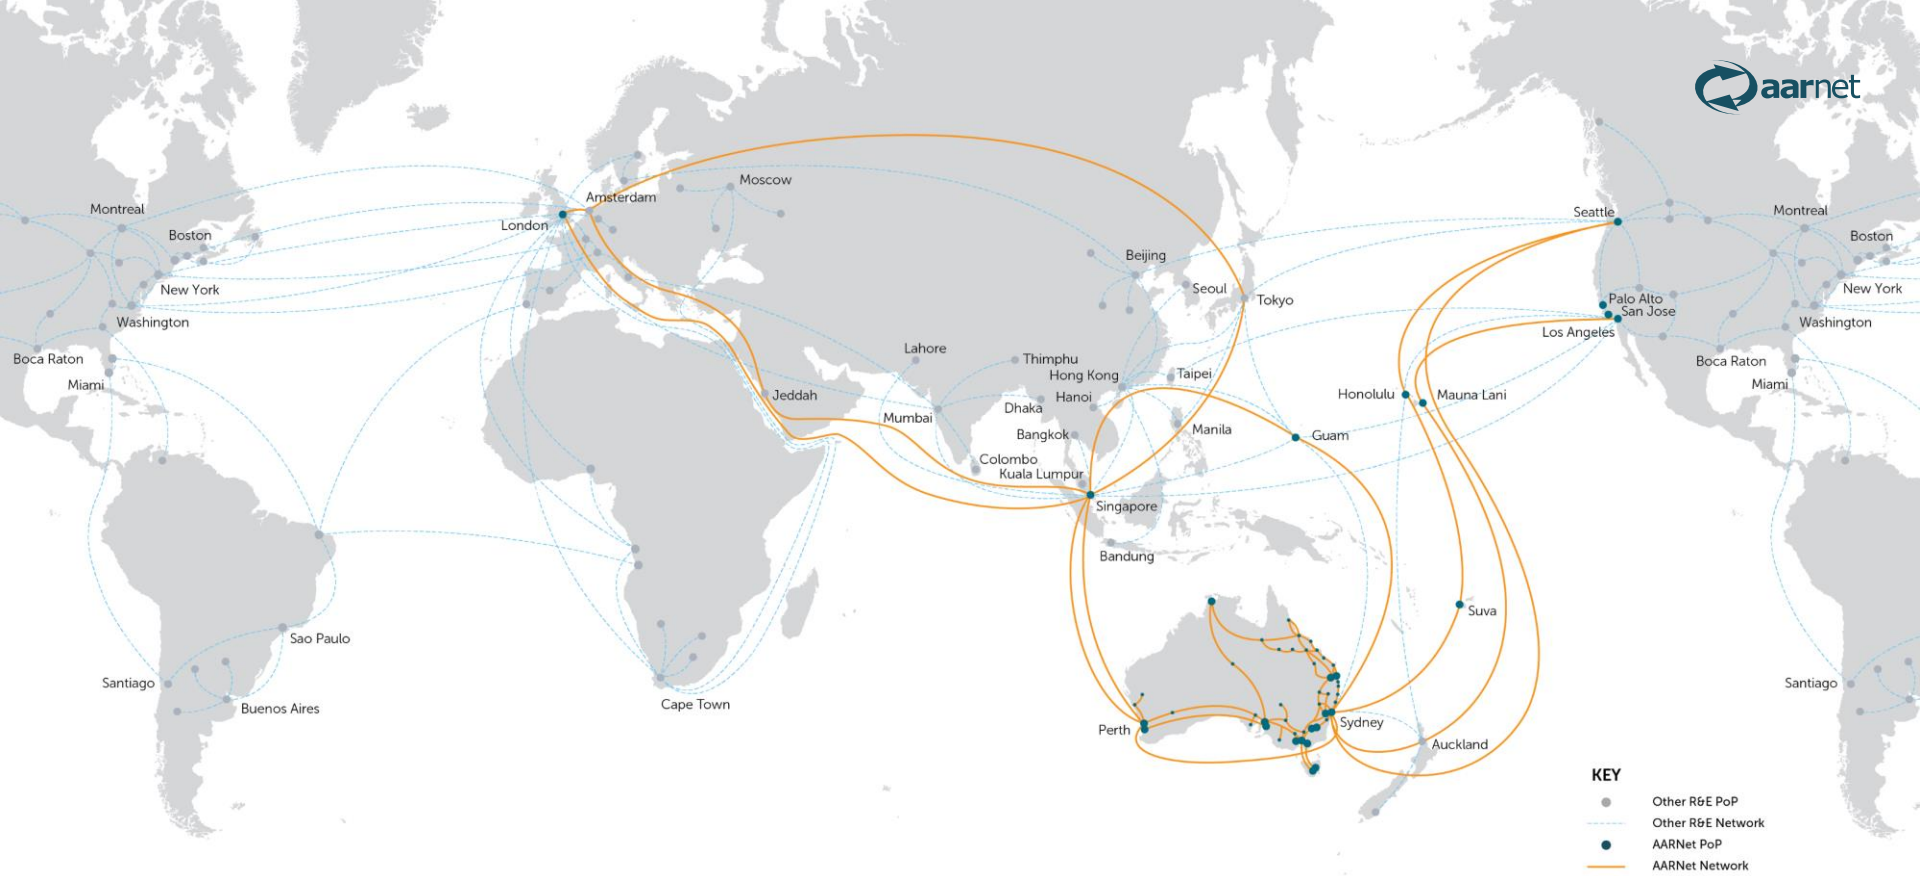 aarnet
Moscow
Amsterdam
Montreal
Seattle
Montreal
London
Boston
Boston
Beijing
New York
Seoul
Tokyo
Palo Alto
New York
San Jose
Washington
Los Angeles
Washington
Boca Raton
Lahore
Thimphu
Boca Raton
Miami
Hong Kong
Taipei
Miami
Jeddah
Hanoi
Honolulu
Mauna Lani
Mumbai
Dhaka
Bangkok
Manila
Guam
Colombo
Kuala Lumpur
Singapore
Bandung
Suva
Sao Paulo
Santiago
Santiago
Buenos Aires
Cape Town
Perth
Sydney
Auckland
KEY
Other R&E PoP
Other R&E Network
AARNet PoP
AARNet Network